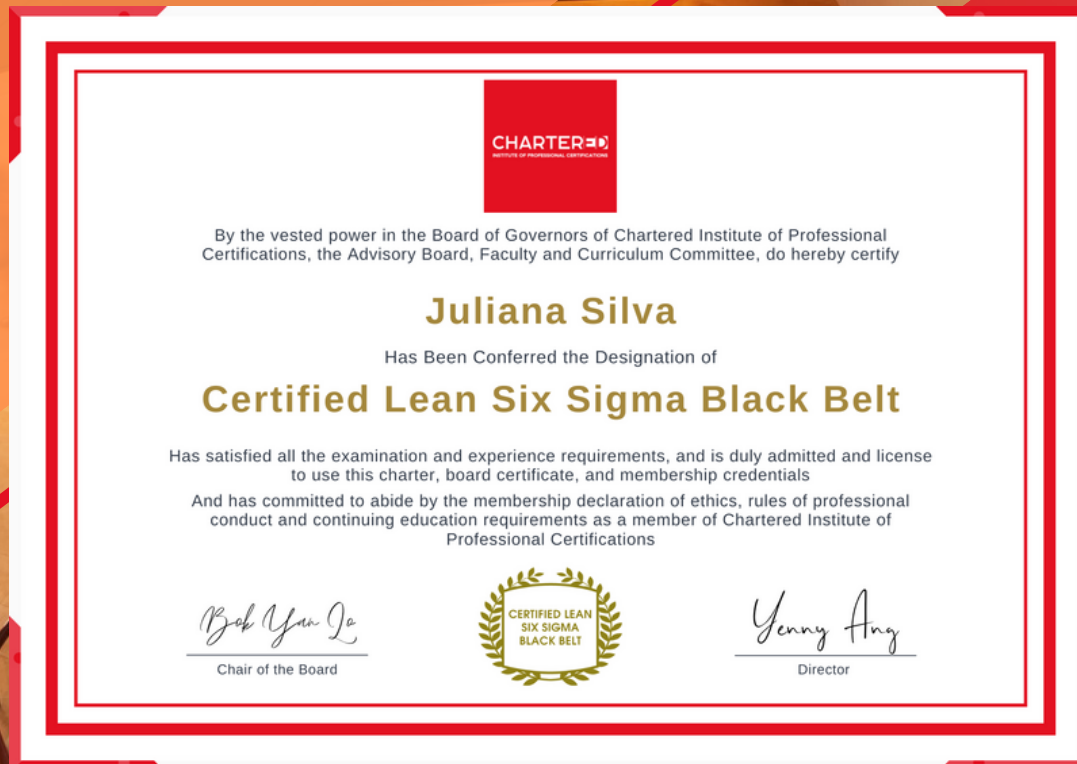 CHARTERED
INSTITUTE OF PROFESSIONAL CERTIFICATIONS
By the vested power in the Board of Governors of Chartered Institute of Professional
Certifications, the Advisory Board, Faculty and Curriculum Committee, do hereby certify
Juliana Silva
Has Been Conferred the Designation of
Certified Lean Six Sigma Black Belt
Has satisfied all the examination and experience requirements, and is duly admitted and license
to use this charter, board certificate, and membership credentials
And has committed to abide by the membership declaration of ethics, rules of professional
conduct and continuing education requirements as a member of Chartered Institute of
Professional Certifications
CERTIFIED LEAN
SIX SIGMA
BLACK BELT
Yenny Ang
Chair of the Board
Director